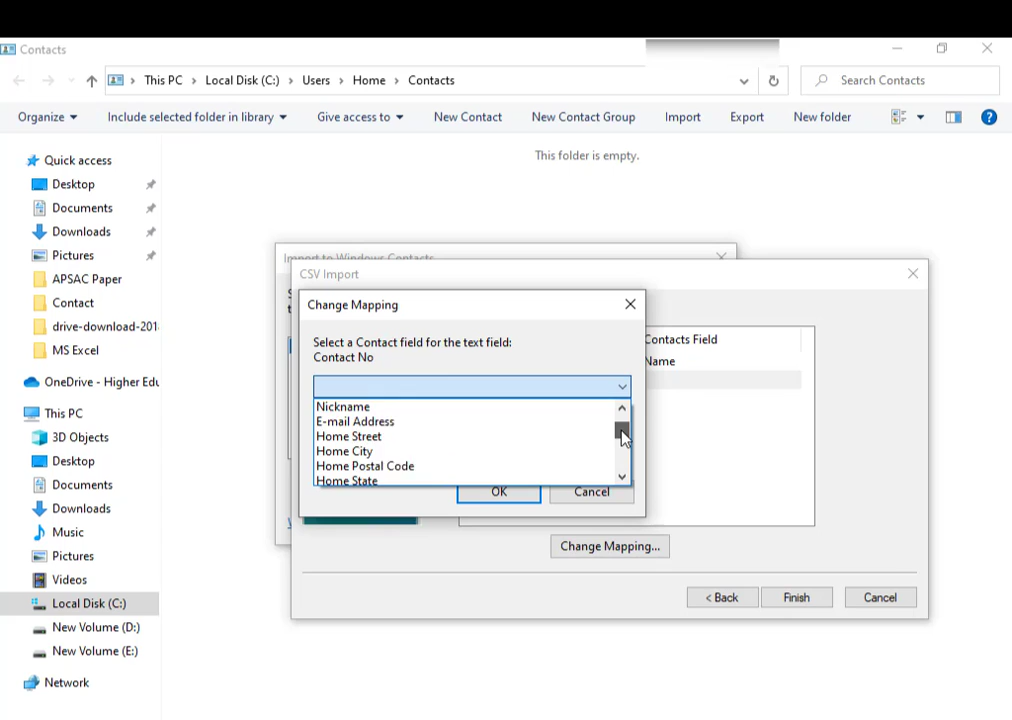 Contacts
This PC > Local Disk (C:) > Users > Home > Contacts
Search Contacts
Organize
Include selected folder in library
Give access to
New Contact
New Contact Group
Import
Export
New folder
?
This folder is empty.
Quick access
Desktop
Documents
Downloads
Pictures
APSAC Paper
Contact
drive-download-201
MS Excel
OneDrive - Higher Edu
This PC
3D Objects
Desktop
Documents
Downloads
Music
Pictures
Videos
Local Disk (C:)
New Volume (D:)
New Volume (E:)
Network
Import to Windows Contacts
CSV Import
Contacts Field
Name
Change Mapping...
< Back
Finish
Cancel
Change Mapping
Select a Contact field for the text field:
Contact No
Nickname
E-mail Address
Home Street
Home City
Home Postal Code
Home State
OK
Cancel